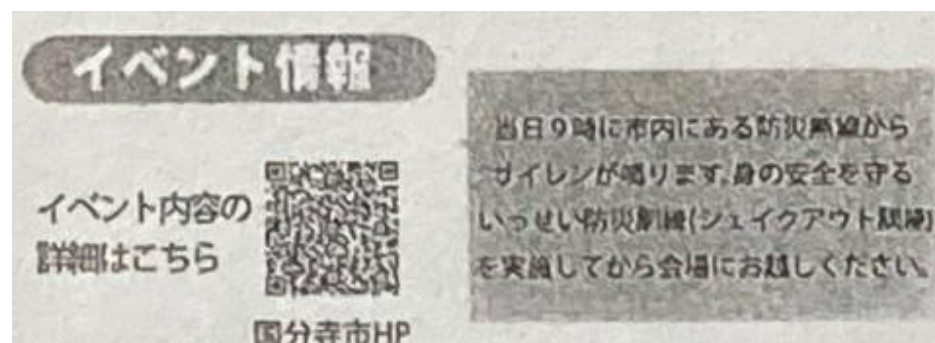 イベント情報
イベント内容の
詳細はこちら
国分寺市HP
当日9時に市内にある防災無線から
サイレンが鳴ります。身の安全を守る
いっせい防災訓練(シェイクアウト訓練)
を実施してから会場にお越しください。